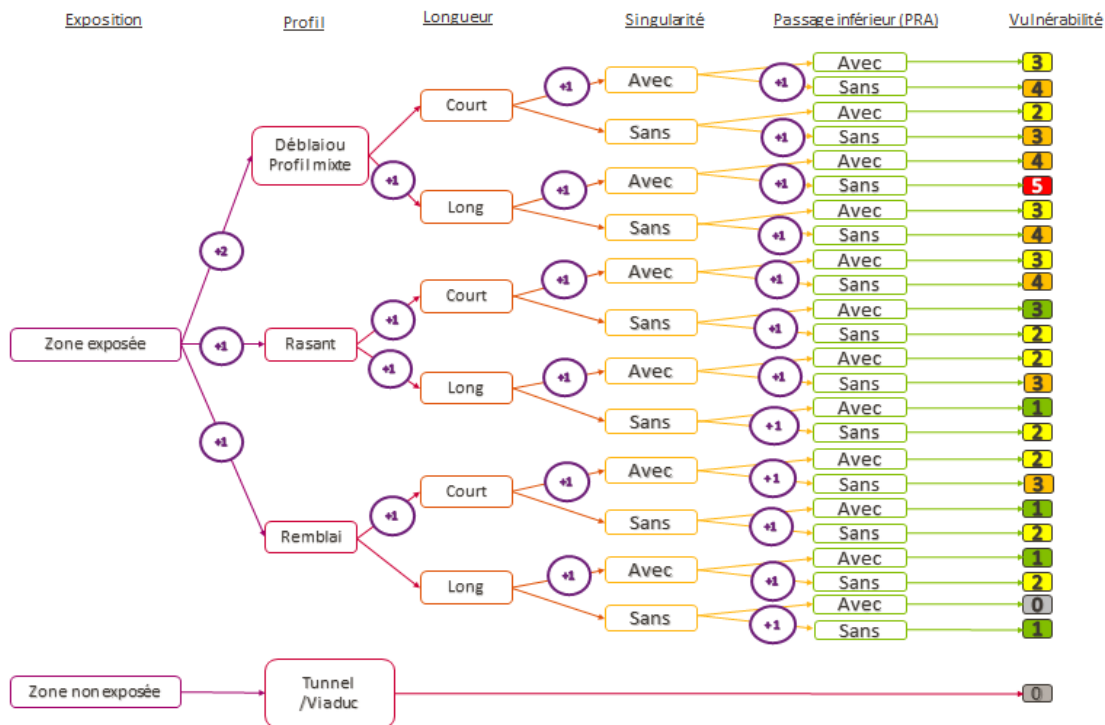 Exposition Profil Longueur Singularité Passage inférieur (PRA) Vulnérabilité
Avec 3
+1 Avec +1 Sans 4
Court Avec 2
Sans +1 Sans 3
Déblai ou
Profil mixte
Avec 4
+1 +1 Avec +1 Sans 5
Long Avec 3
Sans +1 Sans 4
+2
Avec 3
+1 Avec +1 Sans 4
Court Avec 3
+1 Sans +1 Sans 2
Zone exposée +1 Rasant
Avec 2
+1 +1 Avec +1 Sans 3
Long Avec 1
Sans +1 Sans 2
+1
Avec 2
+1 Avec +1 Sans 3
Court Avec 1
+1 Sans +1 Sans 2
Remblai
Avec 1
+1 Avec +1 Sans 2
Long Avec 0
Sans +1 Sans 1
Zone non exposée
Tunnel
/Viaduc
0